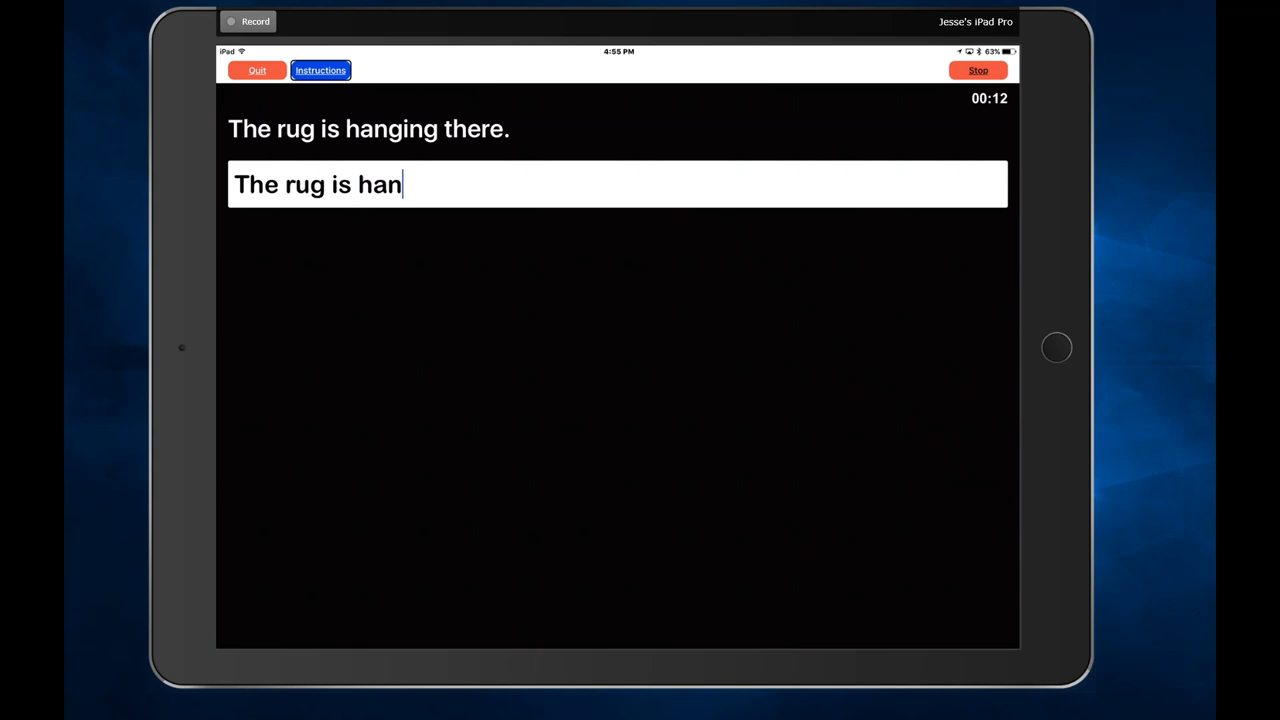 Record
Jesse's iPad Pro
iPad 4:55 PM 63%
Quit Instructions Stop
00:12
The rug is hanging there.
The rug is han